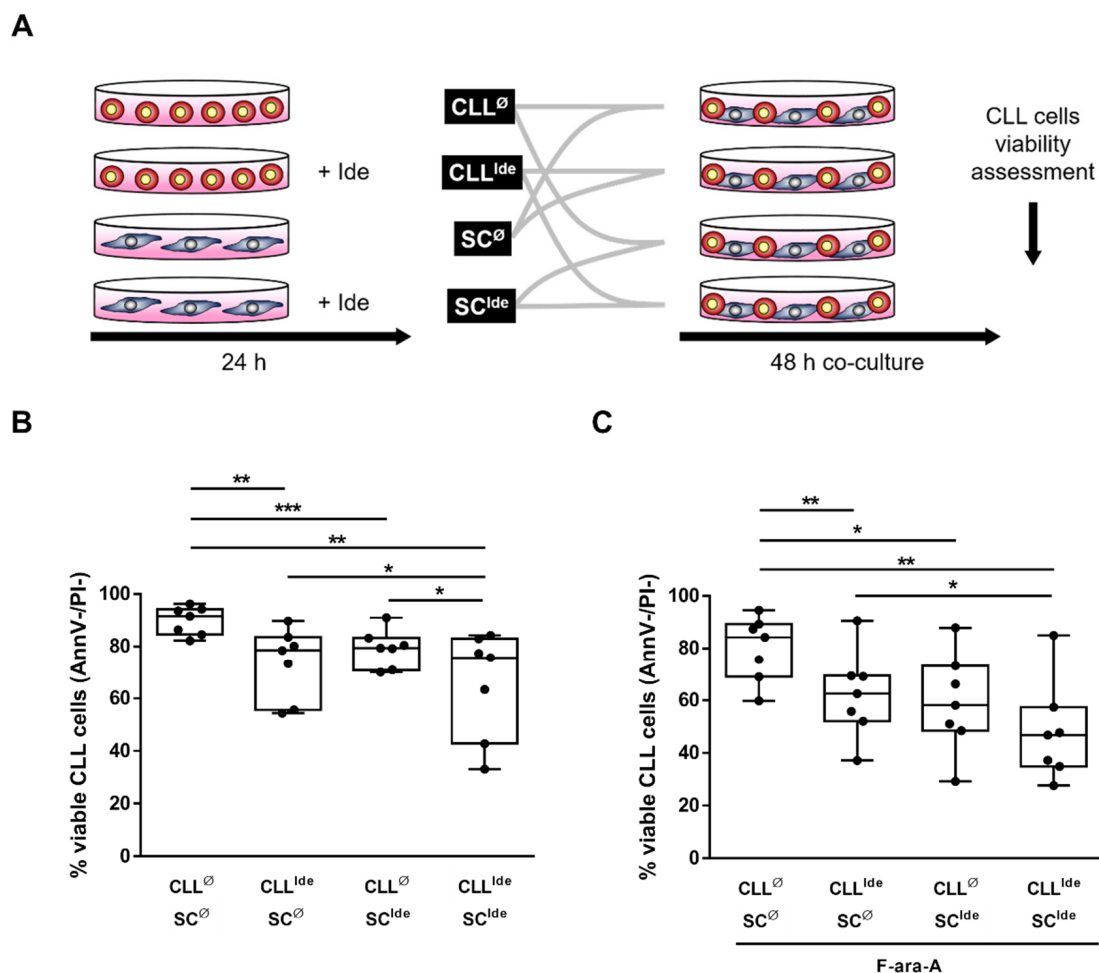 A
+ Ide
+ Ide
24 h
CLL^Ø
CLL^Ide
SC^Ø
SC^Ide
48 h co-culture
CLL cells
viability
assessment
B
**
***
**
*
*
% viable CLL cells (AnnV-/PI-)
100
80
60
40
20
0
CLL^Ø CLL^Ide CLL^Ø CLL^Ide
SC^Ø SC^Ø SC^Ide SC^Ide
C
**
*
**
*
% viable CLL cells (AnnV-/PI-)
100
80
60
40
20
0
CLL^Ø CLL^Ide CLL^Ø CLL^Ide
SC^Ø SC^Ø SC^Ide SC^Ide
F-ara-A